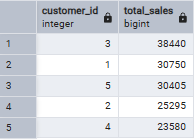 customer_id total_sales
integer bigint
1 3 38440
2 1 30750
3 5 30405
4 2 25295
5 4 23580